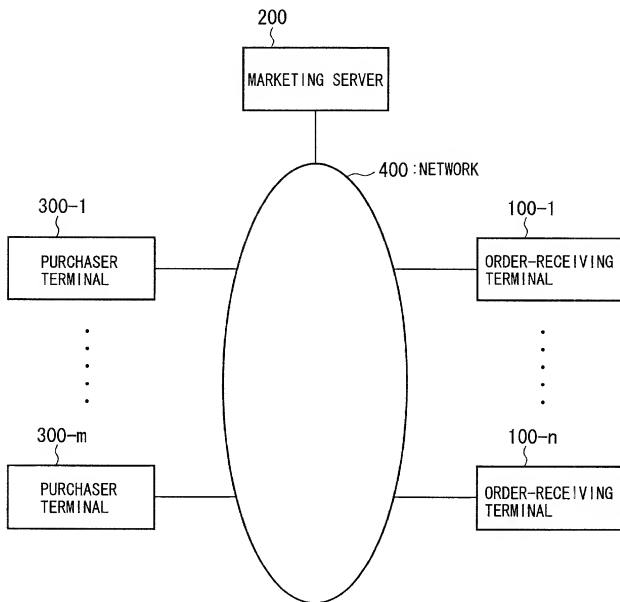 200
MARKETING SERVER
400:NETWORK
300-1
PURCHASER
TERMINAL
100-1
ORDER-RECEIVING
TERMINAL
300-m
PURCHASER
TERMINAL
100-n
ORDER-RECEIVING
TERMINAL